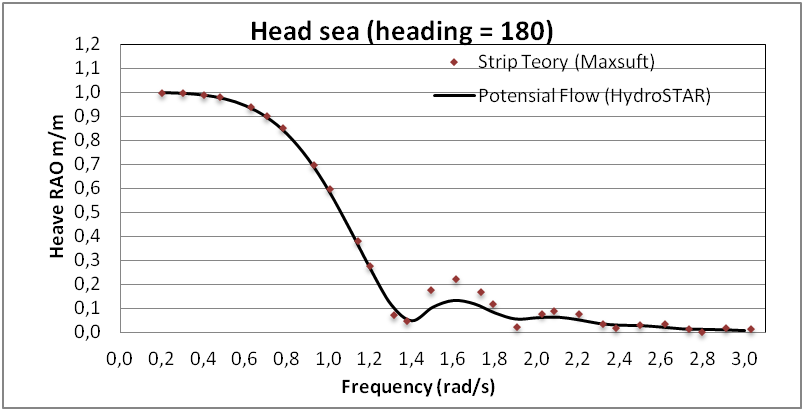 Head sea (heading = 180)
Strip Teory (Maxsuft)
Potensial Flow (HydroSTAR)
Heave RAO m/m
1,2
1,1
1,0
0,9
0,8
0,7
0,6
0,5
0,4
0,3
0,2
0,1
0,0
0,0 0,2 0,4 0,6 0,8 1,0 1,2 1,4 1,6 1,8 2,0 2,2 2,4 2,6 2,8 3,0
Frequency (rad/s)